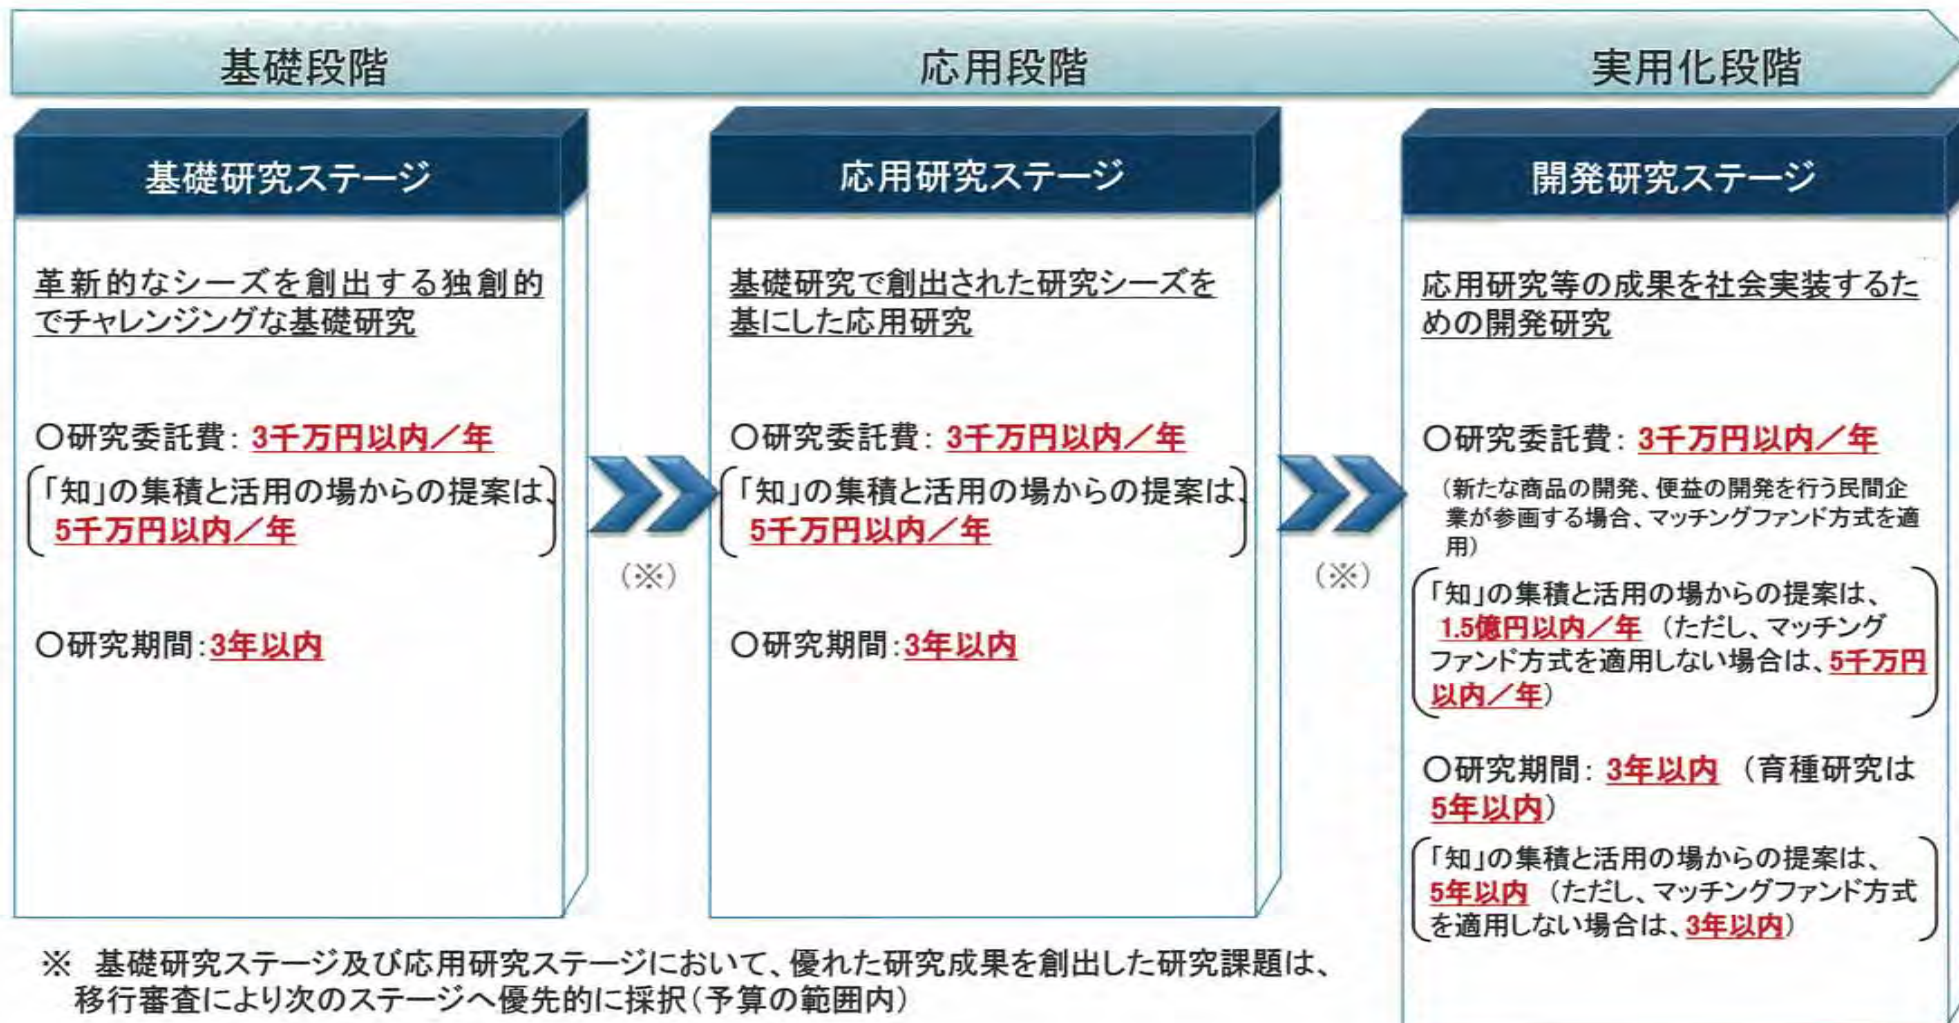 基礎段階
応用段階
実用化段階
基礎研究ステージ
革新的なシーズを創出する独創的
でチャレンジングな基礎研究
〇研究委託費：3千万円以内／年
「知」の集積と活用の場からの提案は、
5千万円以内／年
〇研究期間：3年以内
(※)
応用研究ステージ
基礎研究で創出された研究シーズを
基にした応用研究
〇研究委託費：3千万円以内／年
「知」の集積と活用の場からの提案は、
5千万円以内／年
〇研究期間：3年以内
(※)
開発研究ステージ
応用研究等の成果を社会実装するた
めの開発研究
〇研究委託費：3千万円以内／年
（新たな商品の開発、便益の開発を行う民間企
業が参画する場合、マッチングファンド方式を適
用）
「知」の集積と活用の場からの提案は、
1.5億円以内／年（ただし、マッチング
ファンド方式を適用しない場合は、5千万円
以内／年）
〇研究期間：3年以内（育種研究は
5年以内）
「知」の集積と活用の場からの提案は、
5年以内（ただし、マッチングファンド方式
を適用しない場合は、3年以内）
※ 基礎研究ステージ及び応用研究ステージにおいて、優れた研究成果を創出した研究課題は、
移行審査により次のステージへ優先的に採択（予算の範囲内）